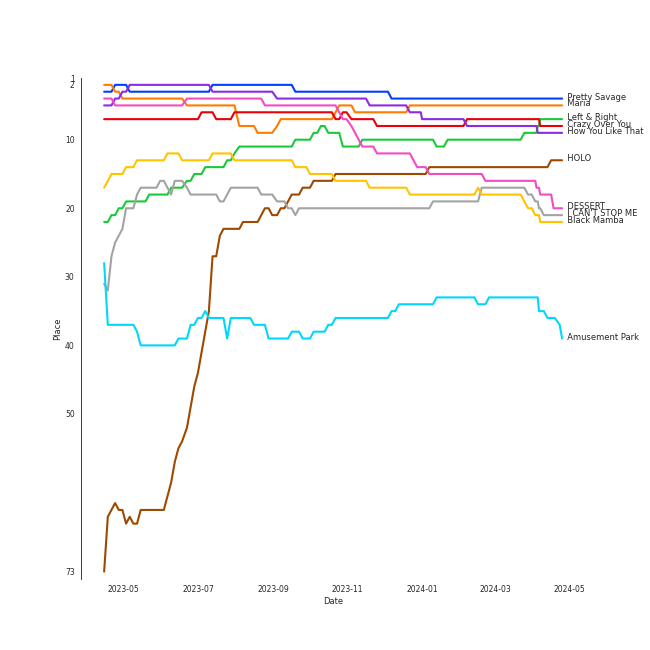 1
2
10
20
30
40
50
73
Place
2023-05
2023-07
2023-09
2023-11
2024-01
2024-03
2024-05
Date
Pretty Savage
Maria
Left & Right
Crazy Over You
How You Like That
HOLO
DESSERT
I CAN'T STOP ME
Black Mamba
Amusement Park